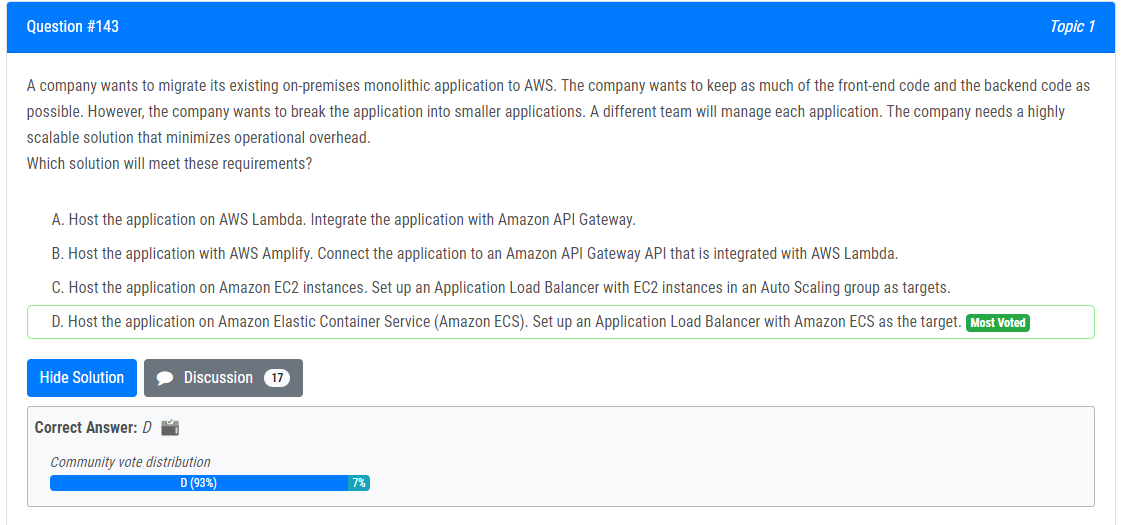 Question #143
Topic 1
A company wants to migrate its existing on-premises monolithic application to AWS. The company wants to keep as much of the front-end code and the backend code as
possible. However, the company wants to break the application into smaller applications. A different team will manage each application. The company needs a highly
scalable solution that minimizes operational overhead.
Which solution will meet these requirements?
A. Host the application on AWS Lambda. Integrate the application with Amazon API Gateway.
B. Host the application with AWS Amplify. Connect the application to an Amazon API Gateway API that is integrated with AWS Lambda.
C. Host the application on Amazon EC2 instances. Set up an Application Load Balancer with EC2 instances in an Auto Scaling group as targets.
D. Host the application on Amazon Elastic Container Service (Amazon ECS). Set up an Application Load Balancer with Amazon ECS as the target. Most Voted
Hide Solution Discussion 17
Correct Answer: D
Community vote distribution
D (93%) 7%